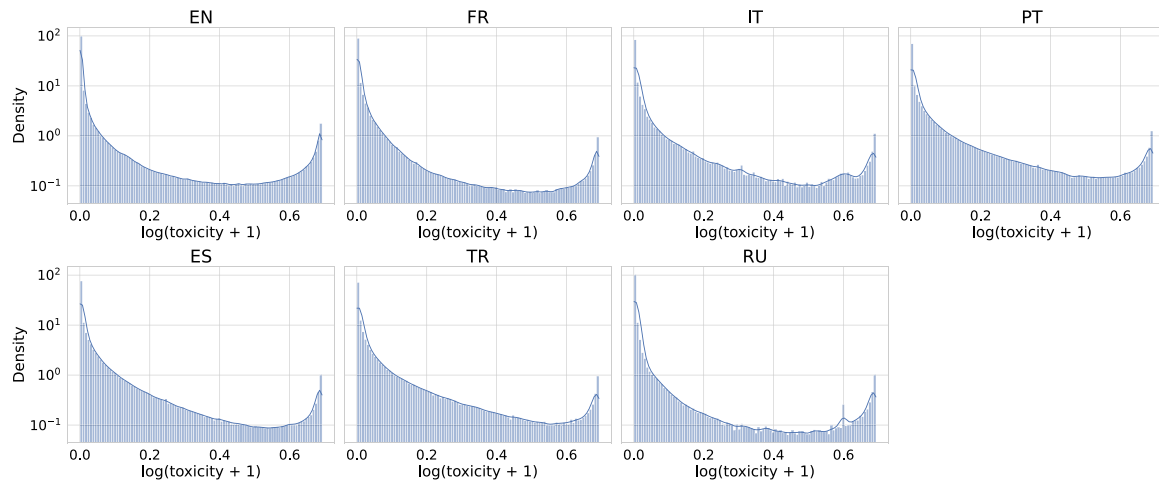 EN FR IT PT
10² 10¹ 10⁰ 10⁻¹
Density
0.0 0.2 0.4 0.6 0.0 0.2 0.4 0.6 0.0 0.2 0.4 0.6 0.0 0.2 0.4 0.6
log(toxicity + 1) log(toxicity + 1) log(toxicity + 1) log(toxicity + 1)
ES TR RU
10² 10¹ 10⁰ 10⁻¹
Density
0.0 0.2 0.4 0.6 0.0 0.2 0.4 0.6 0.0 0.2 0.4 0.6
log(toxicity + 1) log(toxicity + 1) log(toxicity + 1)